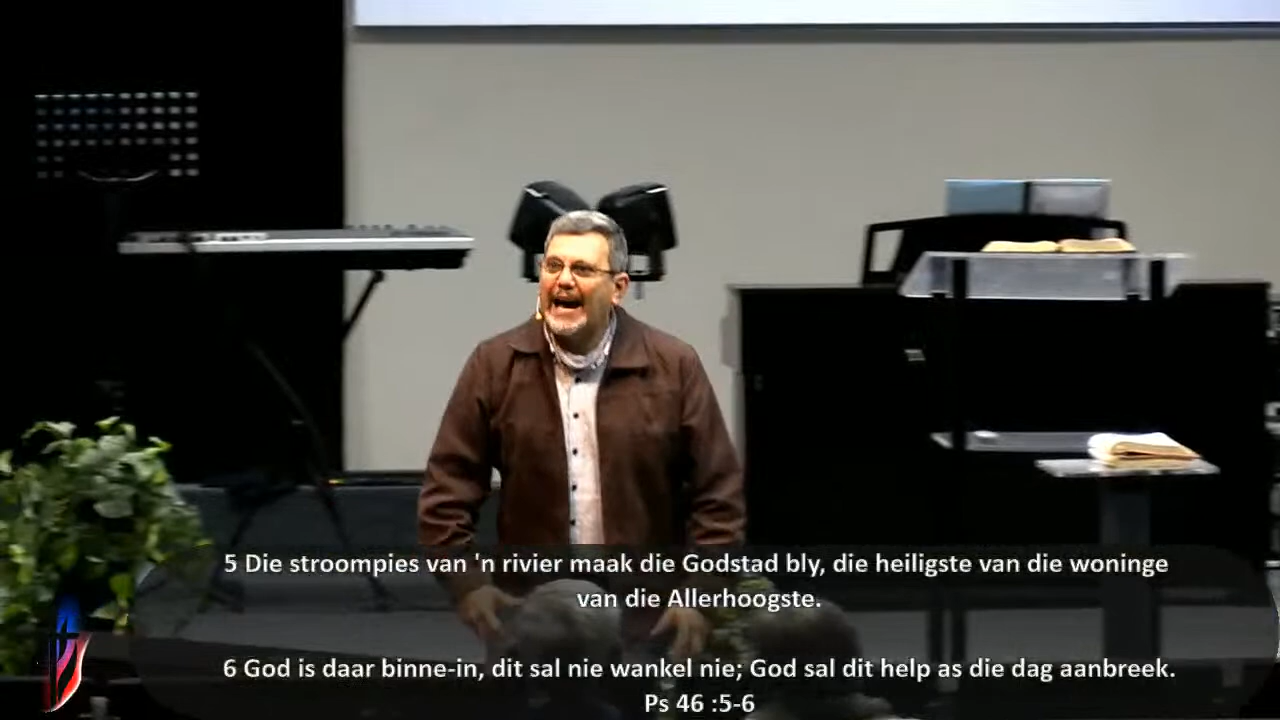 5 Die stroompies van 'n rivier maak die Godstad bly, die heiligste van die woninge
van die Allerhoogste.
6 God is daar binne-in, dit sal nie wankel nie; God sal dit help as die dag aanbreek.
Ps 46 :5-6